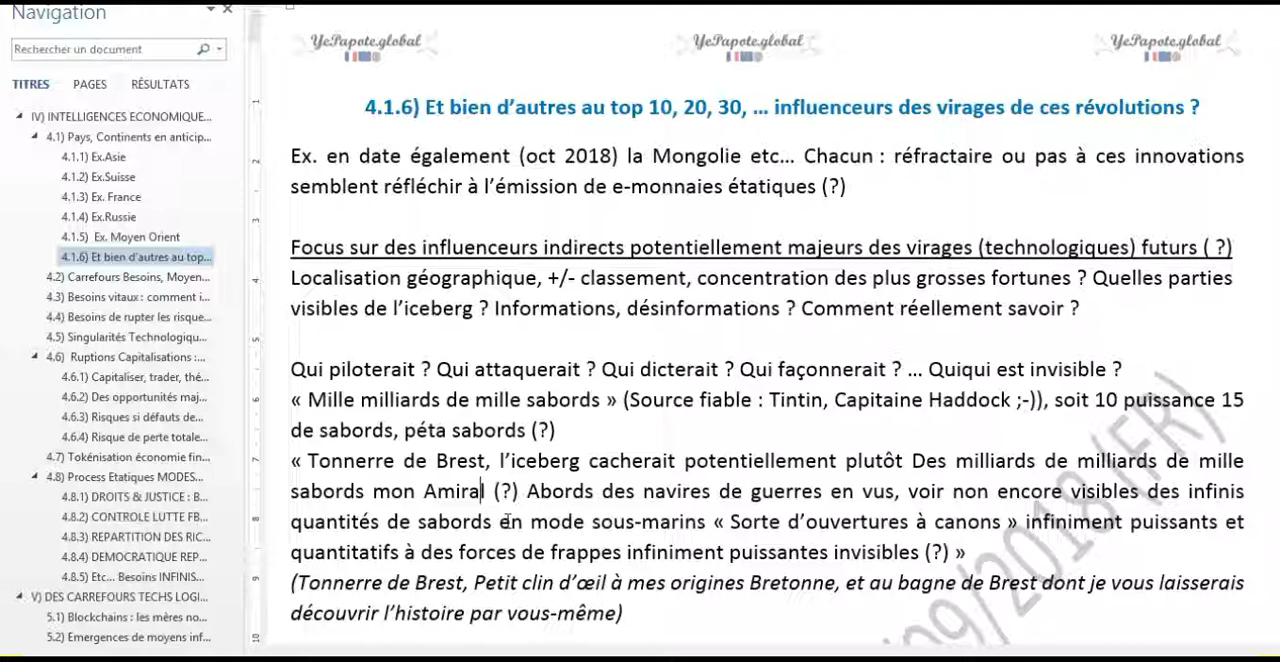 Navigation
Rechercher un document
TITRES PAGES RÉSULTATS
IV) INTELLIGENCES ECONOMIQUE...
4.1) Pays, Continents en anticip...
4.1.1) Ex.Asie
4.1.2) Ex.Suisse
4.1.3) Ex. France
4.1.4) Ex.Russie
4.1.5) Ex. Moyen Orient
4.1.6) Et bien d'autres au top...
4.2) Carrefours Besoins, Moyen...
4.3) Besoins vitaux : comment i...
4.4) Besoins de rupter les risque...
4.5) Singularités Technologiqu...
4.6) Ruptions Capitalisations :...
4.6.1) Capitaliser, trader, thé...
4.6.2) Des opportunités maj...
4.6.3) Risques si défauts de...
4.6.4) Risque de perte totale...
4.7) Tokénisation économie fin...
4.8) Process Etatiques MODES...
4.8.1) DROITS & JUSTICE : B...
4.8.2) CONTROLE LUTTE FB...
4.8.3) REPARTITION DES RIC...
4.8.4) DEMOCRATIQUE REP...
4.8.5) Etc... Besoins INFINIS...
V) DES CARREFOURS TECHS LOGI...
5.1) Blockchains : les mères no...
5.2) Emergences de moyens inf...
YePapote.global YePapote.global YePapote.global
4.1.6) Et bien d'autres au top 10, 20, 30, ... influenceurs des virages de ces révolutions ?
Ex. en date également (oct 2018) la Mongolie etc... Chacun : réfractaire ou pas à ces innovations
semblent réfléchir à l'émission de e-monnaies étatiques (?)
Focus sur des influenceurs indirects potentiellement majeurs des virages (technologiques) futurs ( ?)
Localisation géographique, +/- classement, concentration des plus grosses fortunes ? Quelles parties
visibles de l'iceberg ? Informations, désinformations ? Comment réellement savoir ?
Qui piloterait ? Qui attaquerait ? Qui dicterait ? Qui façonnerait ? ... Quiqui est invisible ?
« Mille milliards de mille sabords » (Source fiable : Tintin, Capitaine Haddock ;-)), soit 10 puissance 15
de sabords, péta sabords (?)
« Tonnerre de Brest, l'iceberg cacherait potentiellement plutôt Des milliards de milliards de mille
sabords mon Amiral (?) Abords des navires de guerres en vus, voir non encore visibles des infinis
quantités de sabords en mode sous-marins « Sorte d'ouvertures à canons » infiniment puissants et
quantitatifs à des forces de frappes infiniment puissantes invisibles (?) »
(Tonnerre de Brest, Petit clin d'œil à mes origines Bretonne, et au bagne de Brest dont je vous laisserais
découvrir l'histoire par vous-même)
09/2018 (FR)